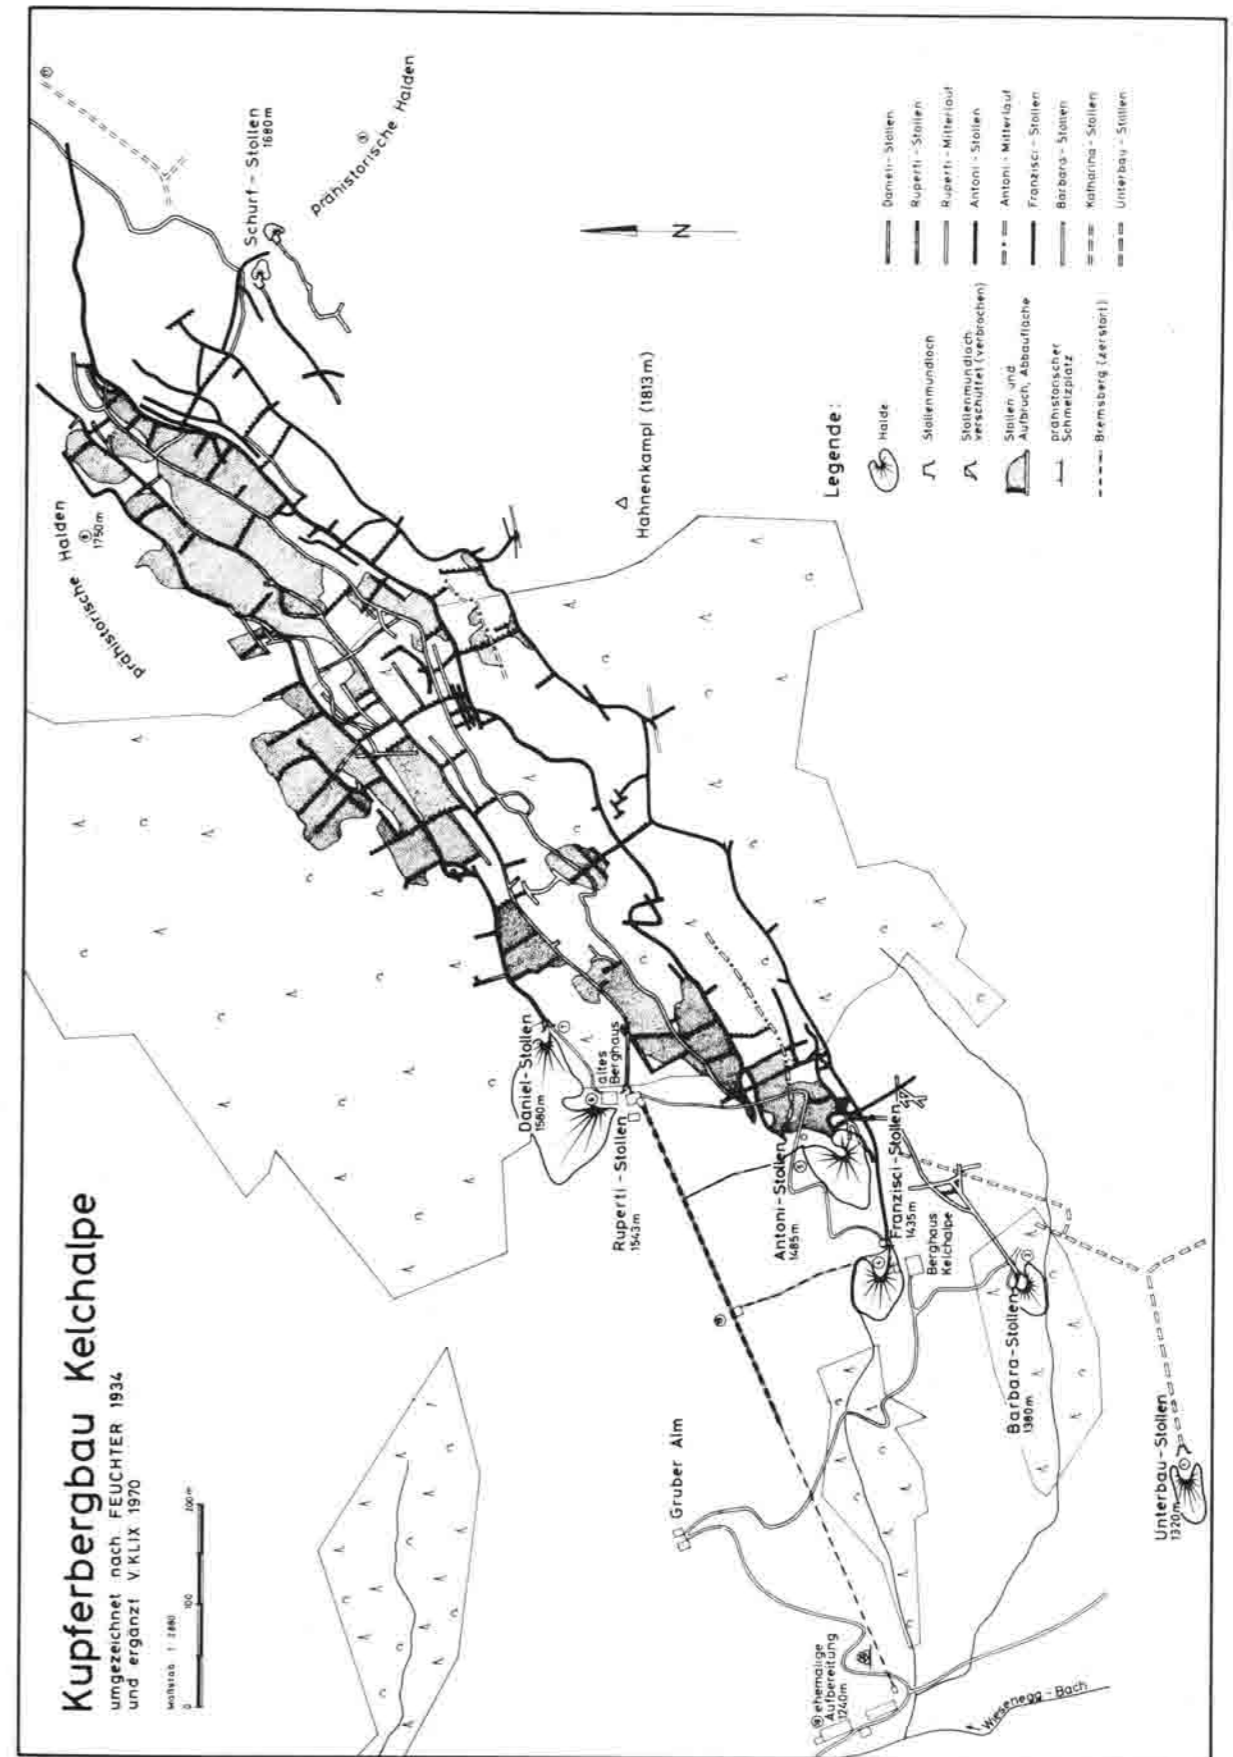 Kupferbergbau Kelchalpe
umgezeichnet nach FEUCHTER 1934
und ergänzt V. KLIX 1970
Maßstab 1:2880
0 100 200m
prähistorische Halden
1750m
Schurf-Stollen
1680m
prähistorische Halden
N
Hahnenkampl (1813m)
Daniel-Stollen
1580m
altes
Berghaus
Ruperti-Stollen
1543m
Antoni-Stollen
1485m
Franzisci-Stollen
1435m
Berghaus
Kelchalpe
Barbara-Stollen
1380m
Unterbau-Stollen
1320m
Gruber Alm
ehemalige
Aufbereitung
1240m
Wiesenegg-Bach
Legende:
Halde
Stollenmundloch
Stollenmundloch
verschüttet (verbrochen)
Stollen und
Aufbruch, Abbaufläche
prähistorischer
Schmelzplatz
Bremsberg (zerstört)
Danieli-Stollen
Ruperti-Stollen
Ruperti-Mitterlauf
Antoni-Stollen
Antoni-Mitterlauf
Franzisci-Stollen
Barbara-Stollen
Katharina-Stollen
Unterbau-Stollen